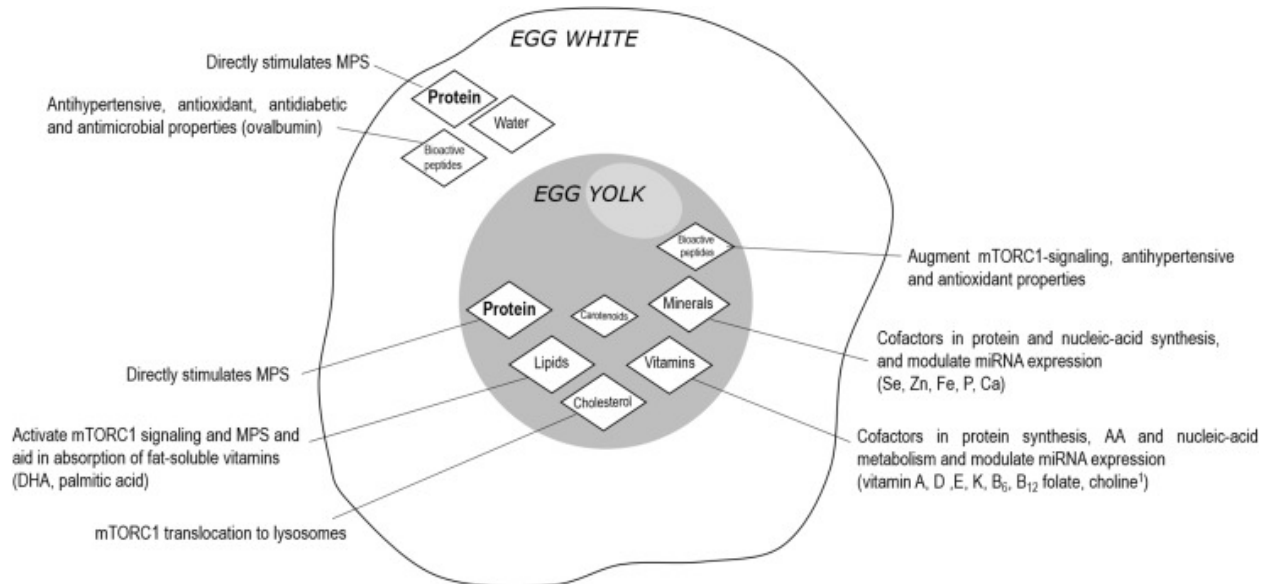 EGG WHITE
Directly stimulates MPS
Protein
Antihypertensive, antioxidant, antidiabetic
and antimicrobial properties (ovalbumin)
Water
Bioactive
peptides
EGG YOLK
Bioactive
peptides
Augment mTORC1-signaling, antihypertensive
and antioxidant properties
Protein
Carotenoids
Minerals
Cofactors in protein and nucleic-acid synthesis,
and modulate miRNA expression
(Se, Zn, Fe, P, Ca)
Directly stimulates MPS
Lipids
Vitamins
Cholesterol
Activate mTORC1 signaling and MPS and
aid in absorption of fat-soluble vitamins
(DHA, palmitic acid)
Cofactors in protein synthesis, AA and nucleic-acid
metabolism and modulate miRNA expression
(vitamin A, D ,E, K, B₆, B₁₂ folate, choline¹)
mTORC1 translocation to lysosomes